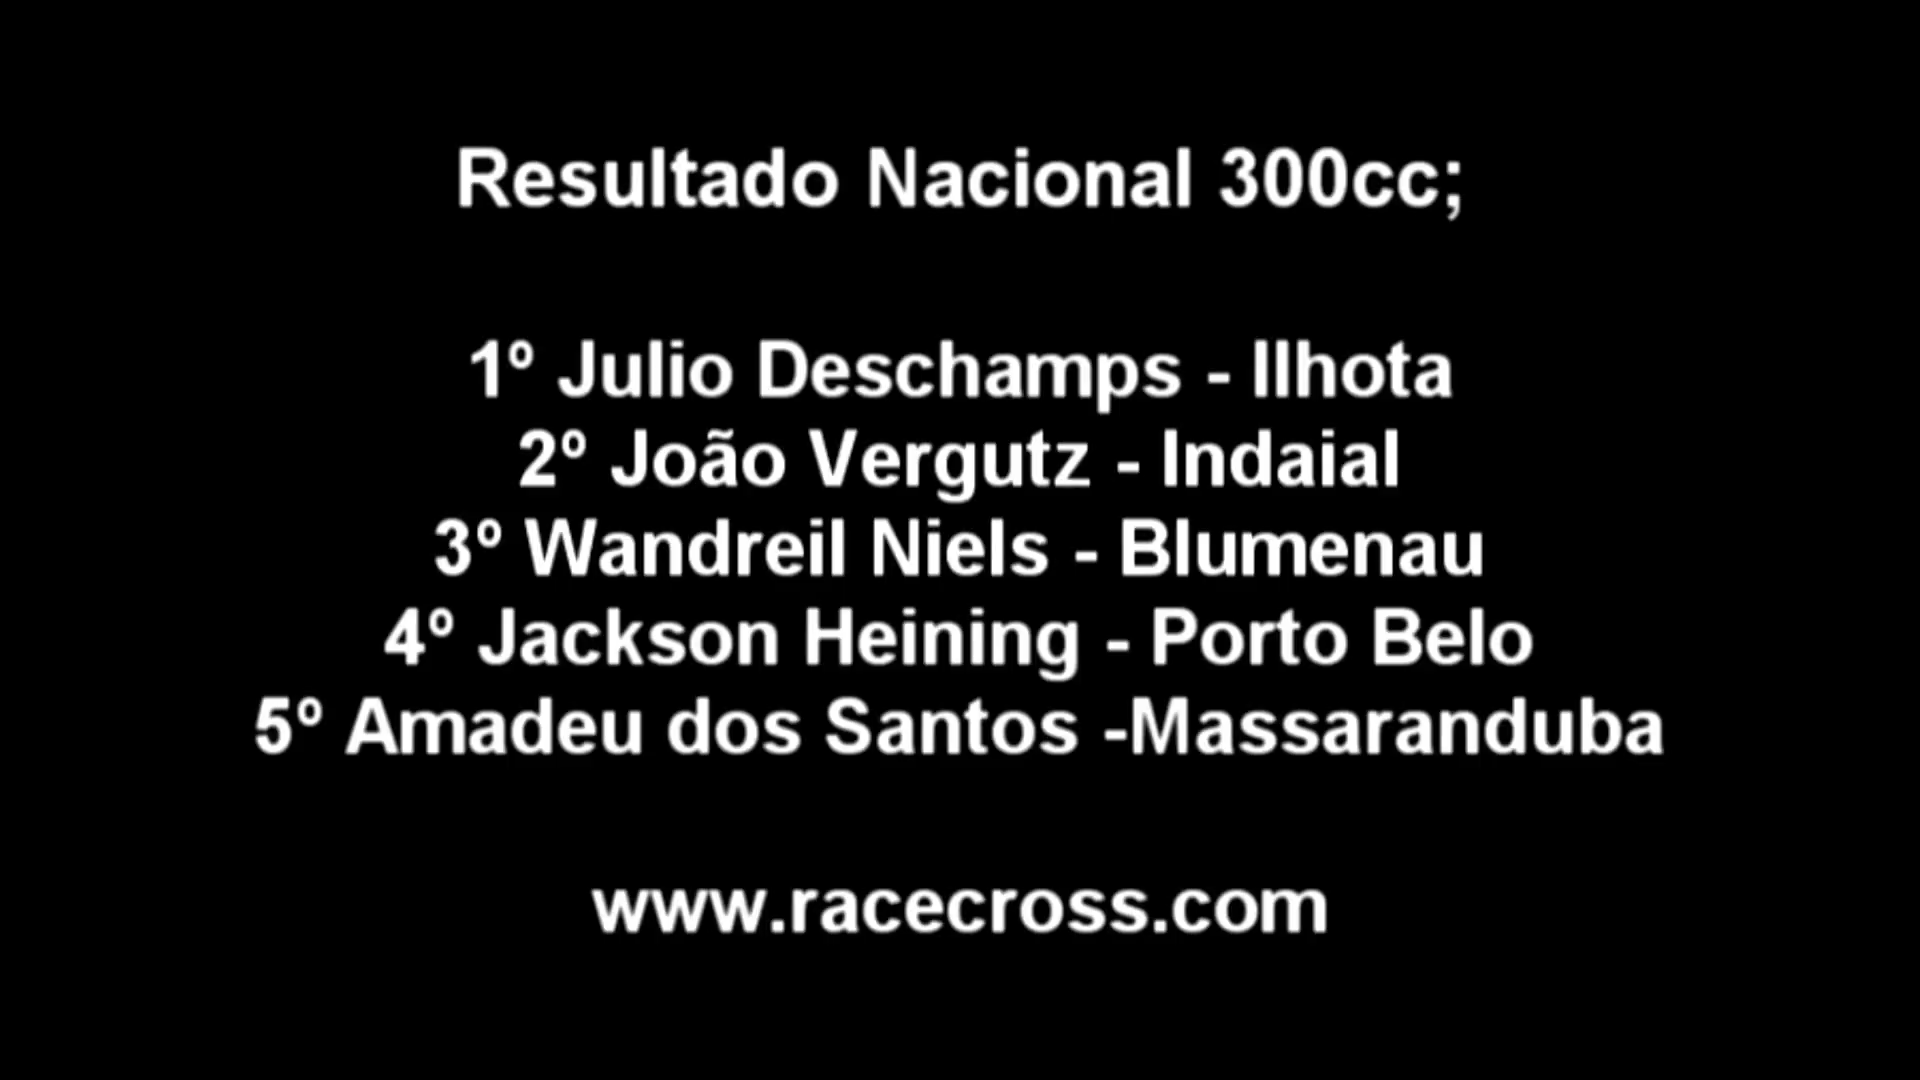 Resultado Nacional 300cc;
1º Julio Deschamps - Ilhota
2º João Vergutz - Indaial
3º Wandreil Niels - Blumenau
4º Jackson Heining - Porto Belo
5º Amadeu dos Santos -Massaranduba
www.racecross.com